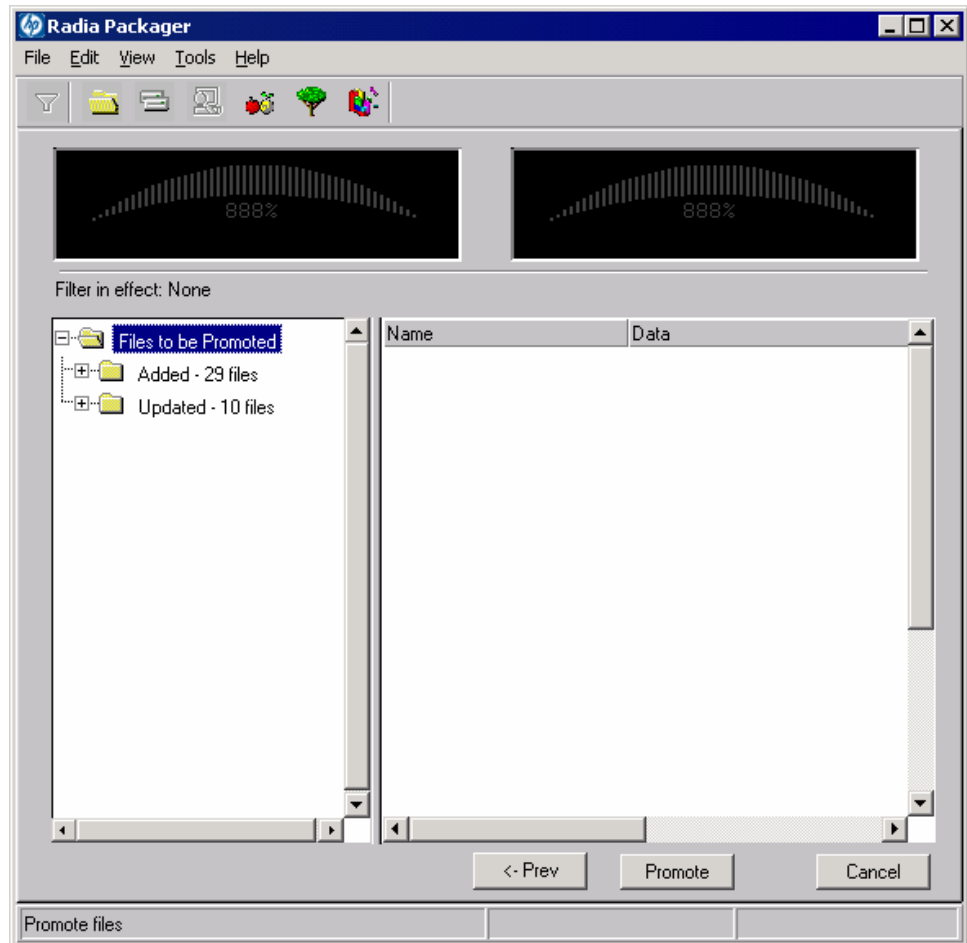 hp Radia Packager
File Edit View Tools Help
888% 888%
Filter in effect: None
Files to be Promoted
Added - 29 files
Updated - 10 files
Name Data
<- Prev Promote Cancel
Promote files